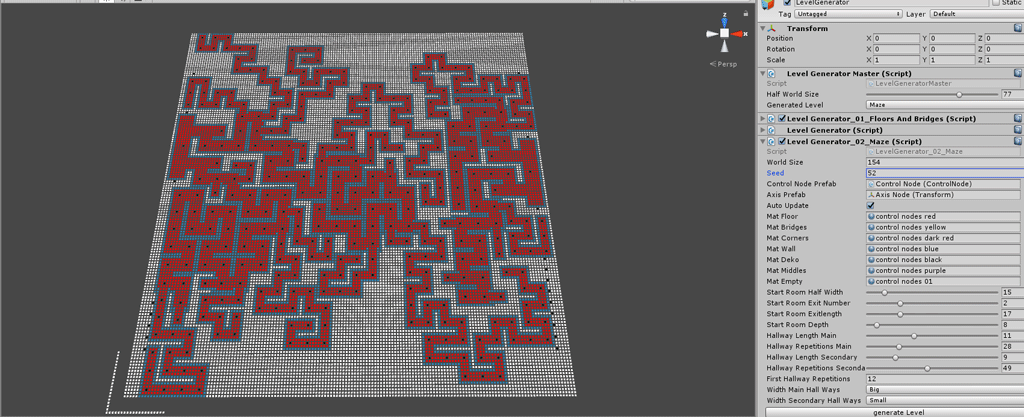 LevelGenerator
Static
Tag Untagged Layer Default
Transform
Position X 0 Y 0 Z 0
Rotation X 0 Y 0 Z 0
Scale X 1 Y 1 Z 1
Level Generator Master (Script)
Script LevelGeneratorMaster
Half World Size 77
Generated Level Maze
Level Generator_01_Floors And Bridges (Script)
Level Generator (Script)
Level Generator_02_Maze (Script)
Script LevelGenerator_02_Maze
World Size 154
Seed 52
Control Node Prefab Control Node (ControlNode)
Axis Prefab Axis Node (Transform)
Auto Update
Mat Floor control nodes red
Mat Bridges control nodes yellow
Mat Corners control nodes dark red
Mat Wall control nodes blue
Mat Deko control nodes black
Mat Middles control nodes purple
Mat Empty control nodes 01
Start Room Half Width 15
Start Room Exit Number 2
Start Room Exitlength 17
Start Room Depth 8
Hallway Length Main 11
Hallway Repetitions Main 28
Hallway Length Secondary 9
Hallway Repetitions Seconda 49
First Hallway Repetitions 12
Width Main Hall Ways Big
Width Secondary Hall Ways Small
generate Level
z
x
Persp